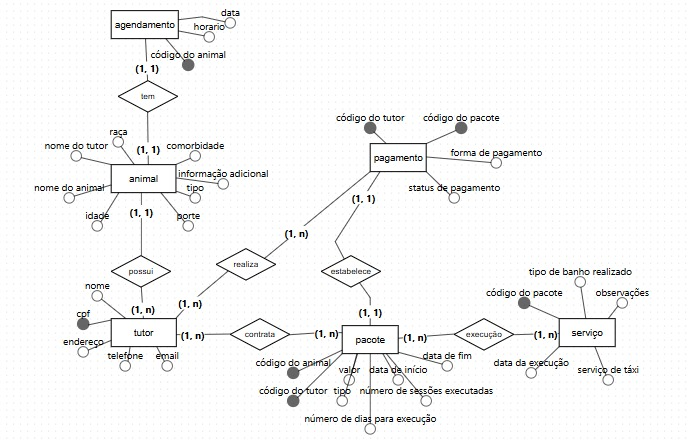 data
agendamento
horario
código do animal
(1, 1)
tem
raça
nome do tutor
(1, 1)
comorbidade
código do tutor
código do pacote
animal
informação adicional
nome do animal
tipo
pagamento
forma de pagamento
status de pagamento
idade
(1, 1)
porte
(1, 1)
(1, n)
possui
realiza
estabelece
nome
(1, n)
(1, n)
cpf
tutor
(1, n)
contrata
(1, n)
(1, 1)
pacote
(1, n)
execução
(1, n)
serviço
tipo de banho realizado
código do pacote
observações
endereço
telefone
email
código do animal
valor
data de início
data de fim
data da execução
serviço de táxi
código do tutor
tipo
número de sessões executadas
número de dias para execução